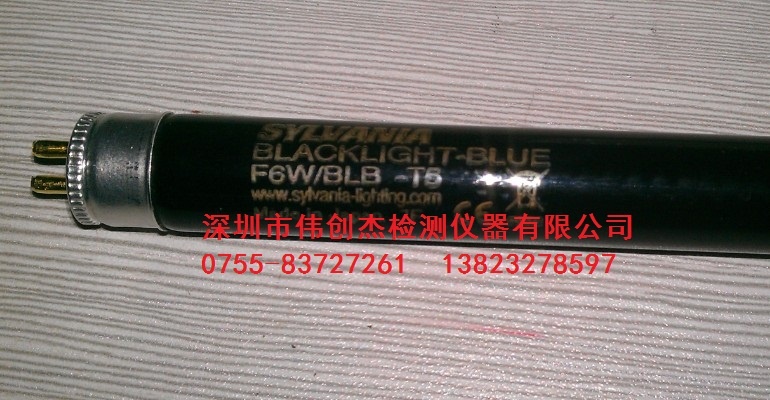 SYLVANIA
BLACKLIGHT-BLUE
F6W/BLB -T5
www.sylvania-lighting.com
深圳市伟创杰检测仪器有限公司
0755-83727261 13823278597